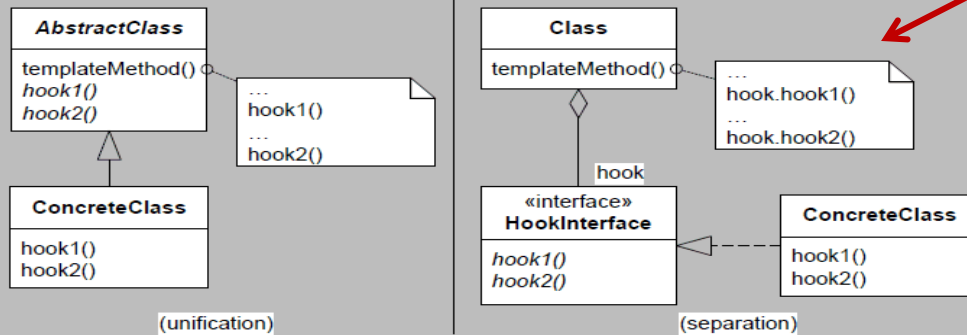 AbstractClass
templateMethod()
hook1()
hook2()
…
hook1()
…
hook2()
ConcreteClass
hook1()
hook2()
(unification)
Class
templateMethod()
…
hook.hook1()
…
hook.hook2()
hook
«interface»
HookInterface
hook1()
hook2()
ConcreteClass
hook1()
hook2()
(separation)